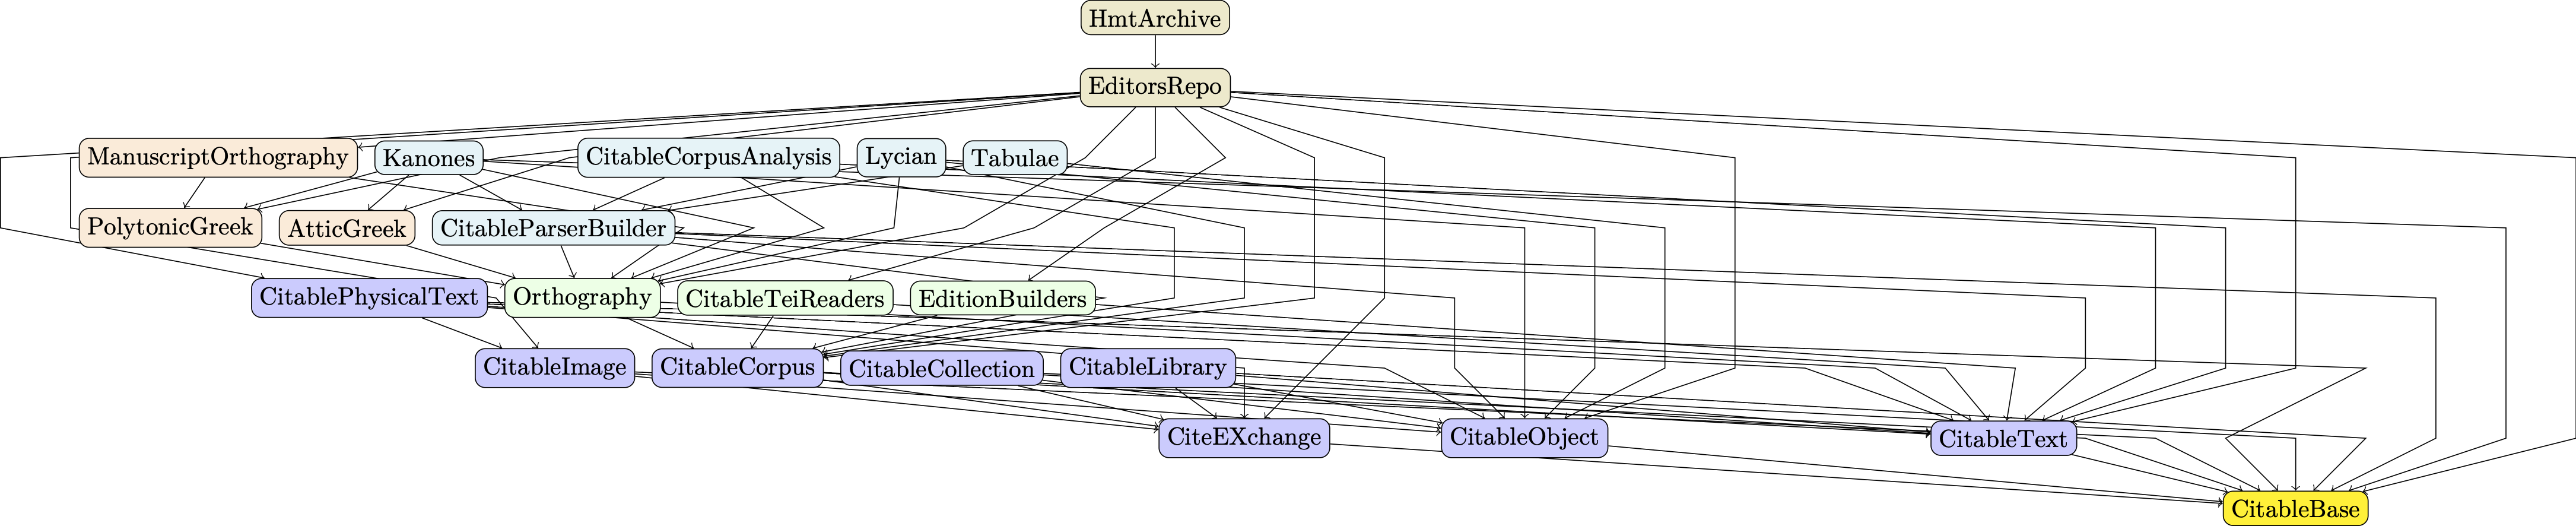 HmtArchive
EditorsRepo
ManuscriptOrthography
Kanones
CitableCorpusAnalysis
Lycian
Tabulae
PolytonicGreek
AtticGreek
CitableParserBuilder
CitablePhysicalText
Orthography
CitableTeiReaders
EditionBuilders
CitableImage
CitableCorpus
CitableCollection
CitableLibrary
CiteEXchange
CitableObject
CitableText
CitableBase